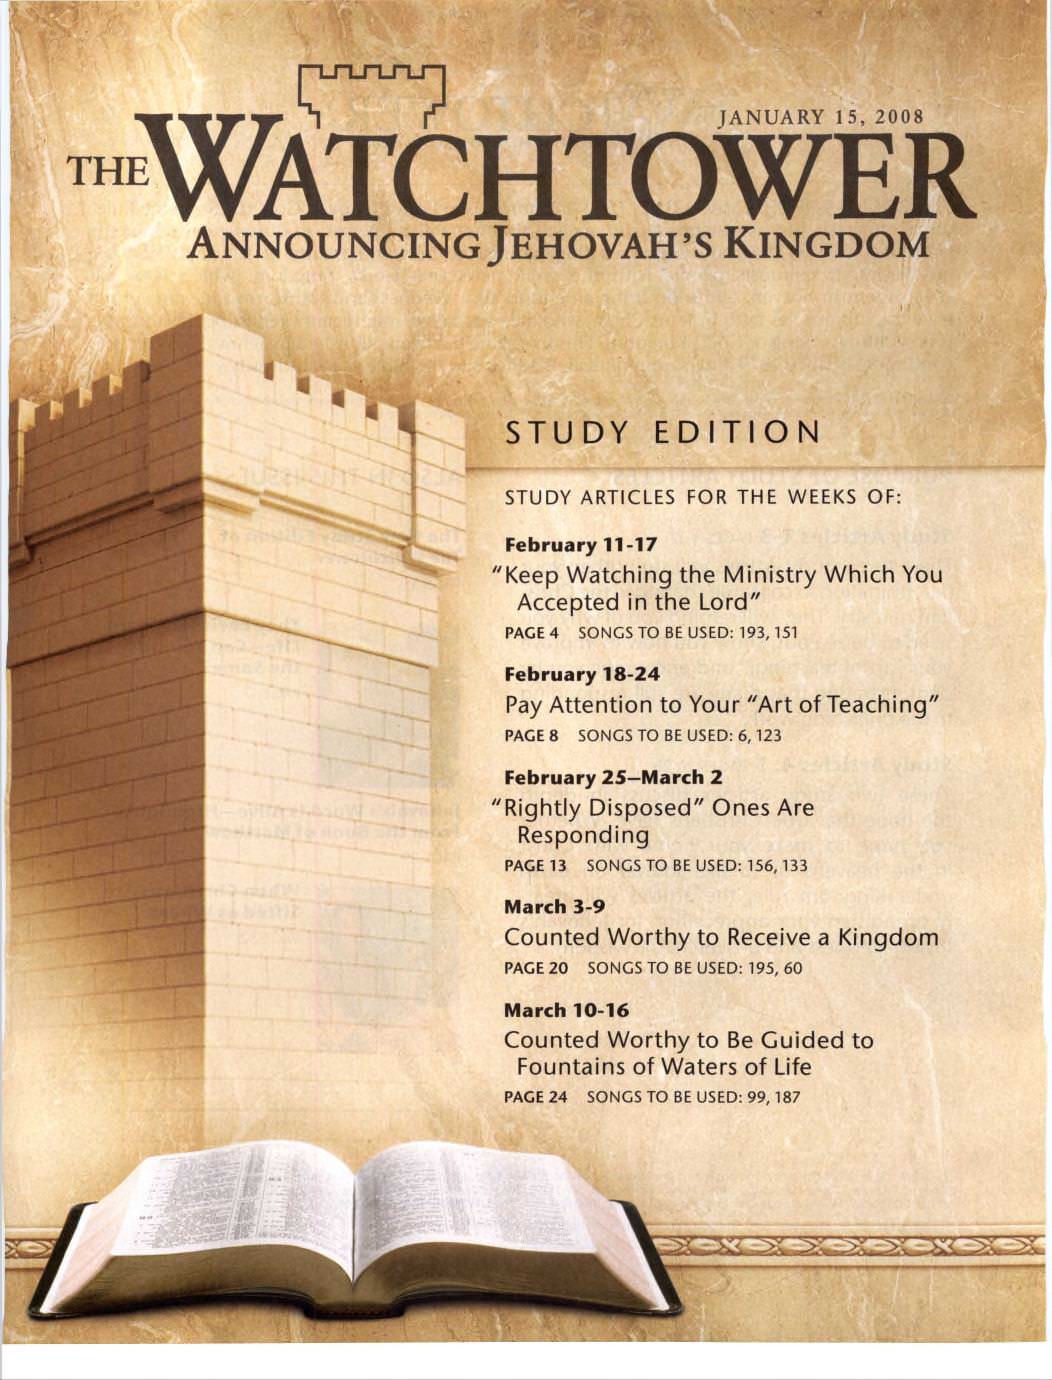 JANUARY 15, 2008
THE WATCHTOWER
ANNOUNCING JEHOVAH'S KINGDOM
STUDY EDITION
STUDY ARTICLES FOR THE WEEKS OF:
February 11-17
"Keep Watching the Ministry Which You
Accepted in the Lord"
PAGE 4 SONGS TO BE USED: 193, 151
February 18-24
Pay Attention to Your "Art of Teaching"
PAGE 8 SONGS TO BE USED: 6, 123
February 25–March 2
"Rightly Disposed" Ones Are
Responding
PAGE 13 SONGS TO BE USED: 156, 133
March 3-9
Counted Worthy to Receive a Kingdom
PAGE 20 SONGS TO BE USED: 195, 60
March 10-16
Counted Worthy to Be Guided to
Fountains of Waters of Life
PAGE 24 SONGS TO BE USED: 99, 187